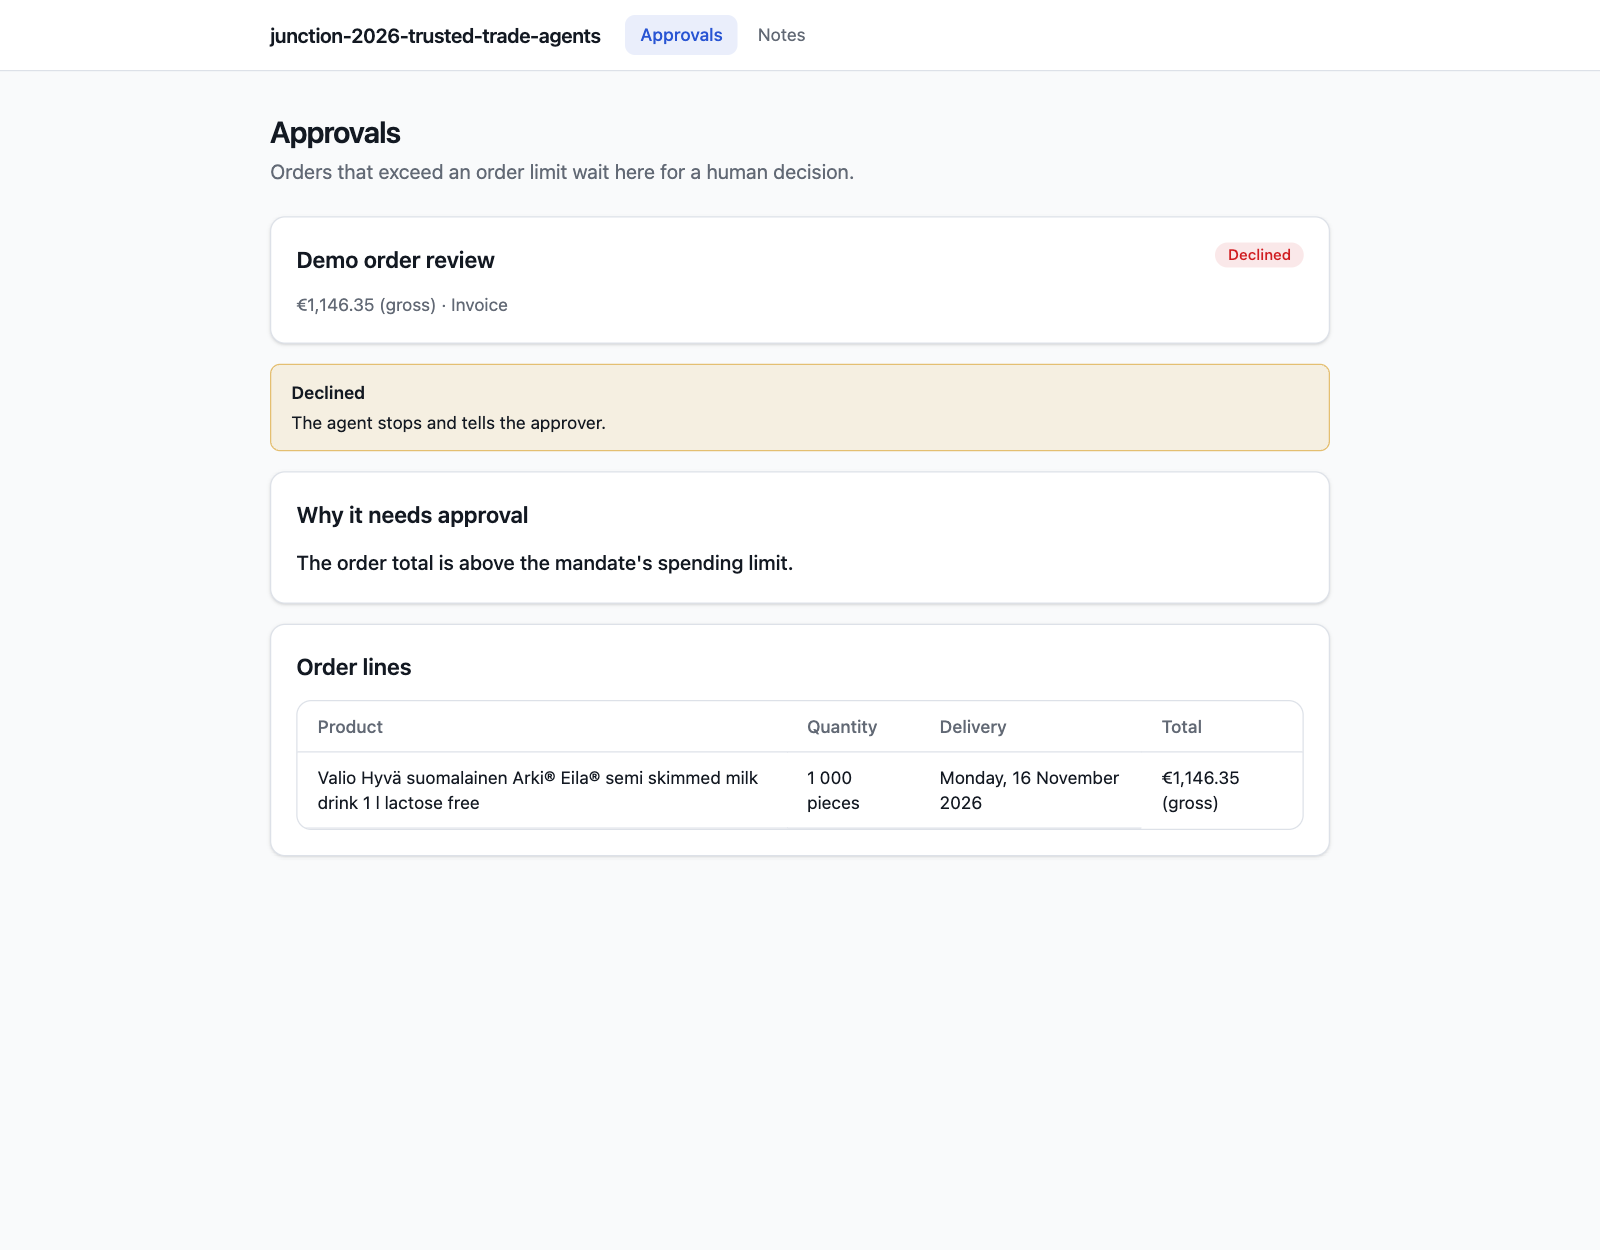 junction-2026-trusted-trade-agents Approvals Notes
Approvals
Orders that exceed an order limit wait here for a human decision.
Demo order review Declined
€1,146.35 (gross) · Invoice
Declined
The agent stops and tells the approver.
Why it needs approval
The order total is above the mandate's spending limit.
Order lines
Product Quantity Delivery Total
Valio Hyvä suomalainen Arki® Eila® semi skimmed milk 1 000 Monday, 16 November €1,146.35
drink 1 l lactose free pieces 2026 (gross)